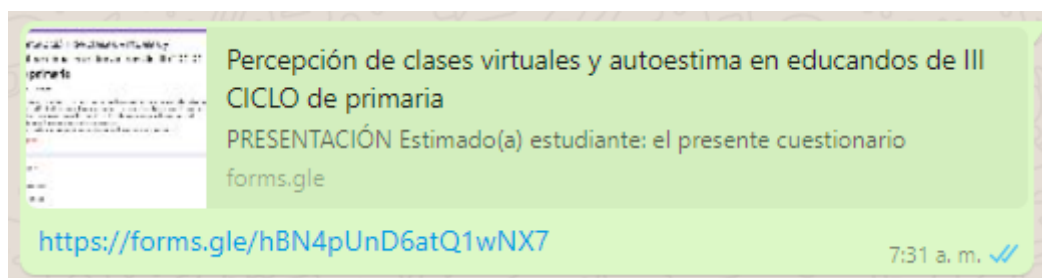 Percepción de clases virtuales y autoestima en educandos de III
CICLO de primaria
PRESENTACIÓN Estimado(a) estudiante: el presente cuestionario
forms.gle
https://forms.gle/hBN4pUnD6atQ1wNX7
7:31 a. m.